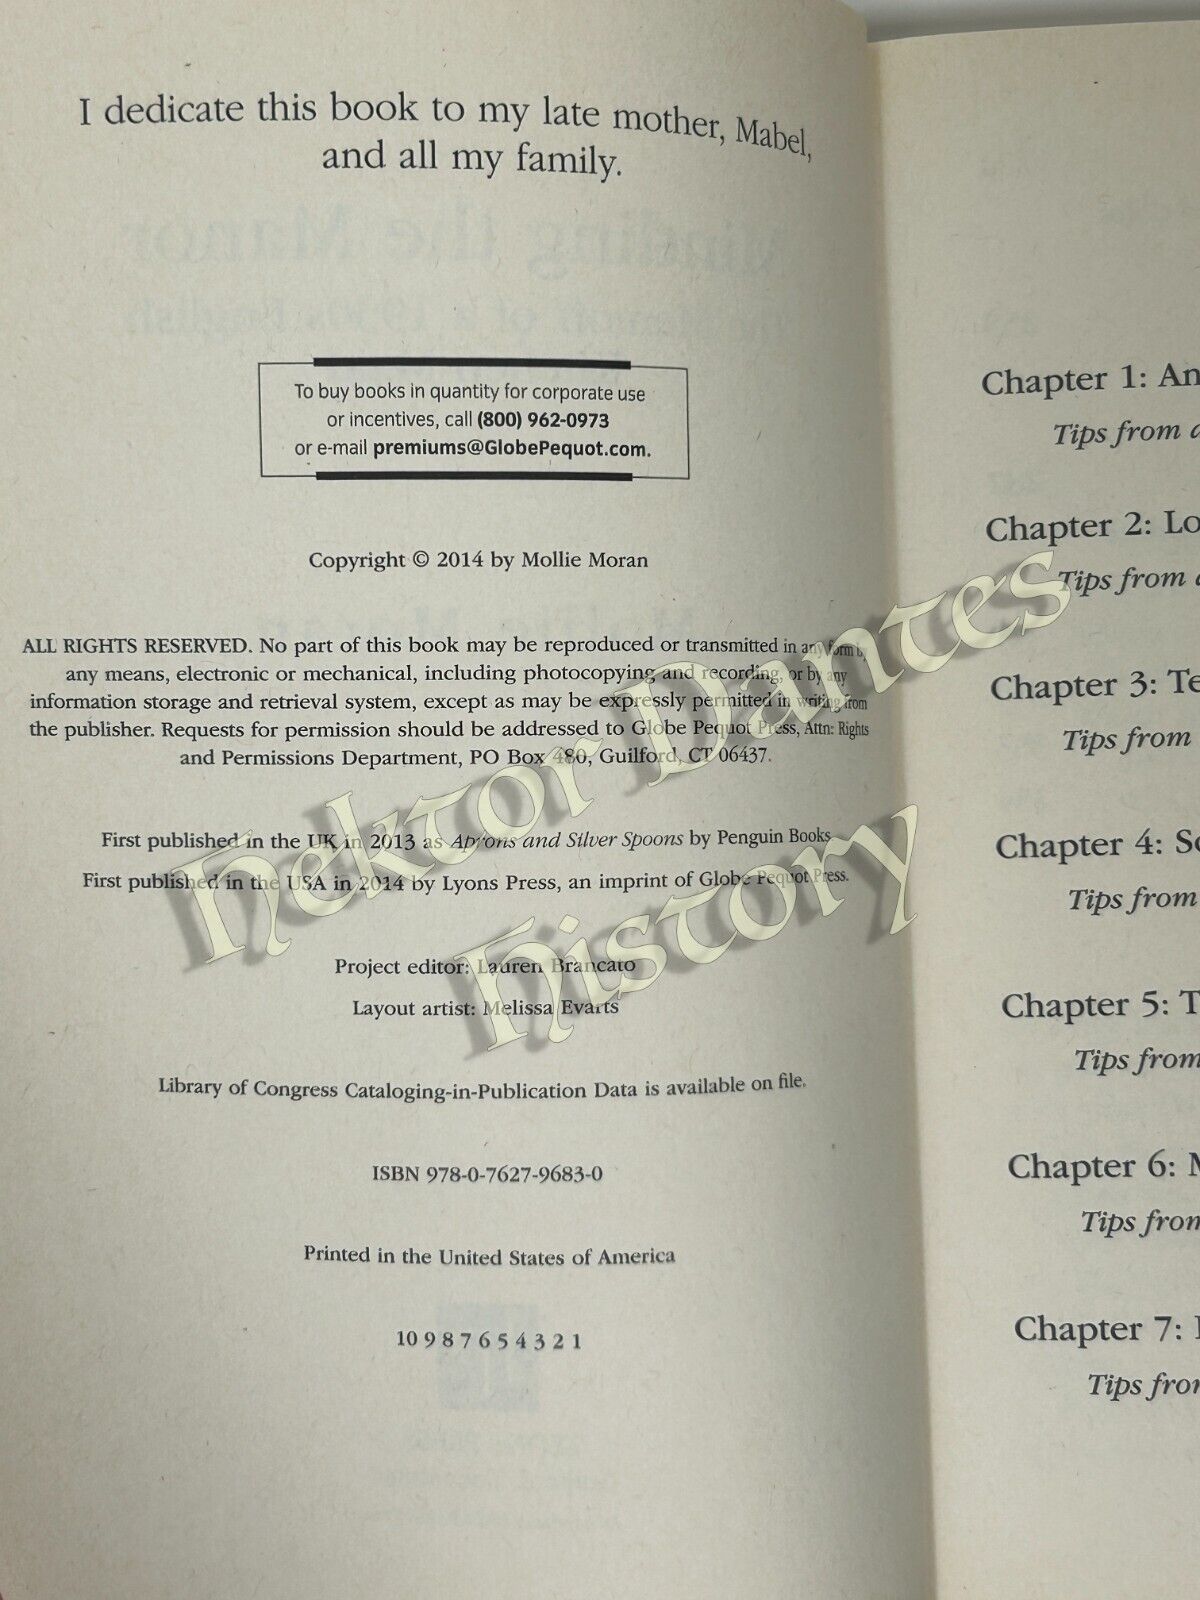 I dedicate this book to my late mother, Mabel,
and all my family.
To buy books in quantity for corporate use
or incentives, call (800) 962-0973
or e-mail premiums@GlobePequot.com.
Copyright © 2014 by Mollie Moran
ALL RIGHTS RESERVED. No part of this book may be reproduced or transmitted in any form by
any means, electronic or mechanical, including photocopying and recording, or by any
information storage and retrieval system, except as may be expressly permitted in writing from
the publisher. Requests for permission should be addressed to Globe Pequot Press, Attn: Rights
and Permissions Department, PO Box 480, Guilford, CT 06437.
First published in the UK in 2013 as Aprons and Silver Spoons by Penguin Books
First published in the USA in 2014 by Lyons Press, an imprint of Globe Pequot Press.
Project editor: Lauren Brancato
Layout artist: Melissa Evarts
Library of Congress Cataloging-in-Publication Data is available on file.
ISBN 978-0-7627-9683-0
Printed in the United States of America
10 9 8 7 6 5 4 3 2 1
Hektor Dantes
History
Chapter 1: An
Tips from a
Chapter 2: Lo
Tips from a
Chapter 3: Te
Tips from
Chapter 4: Sc
Tips from
Chapter 5: T
Tips from
Chapter 6: M
Tips from
Chapter 7:
Tips from